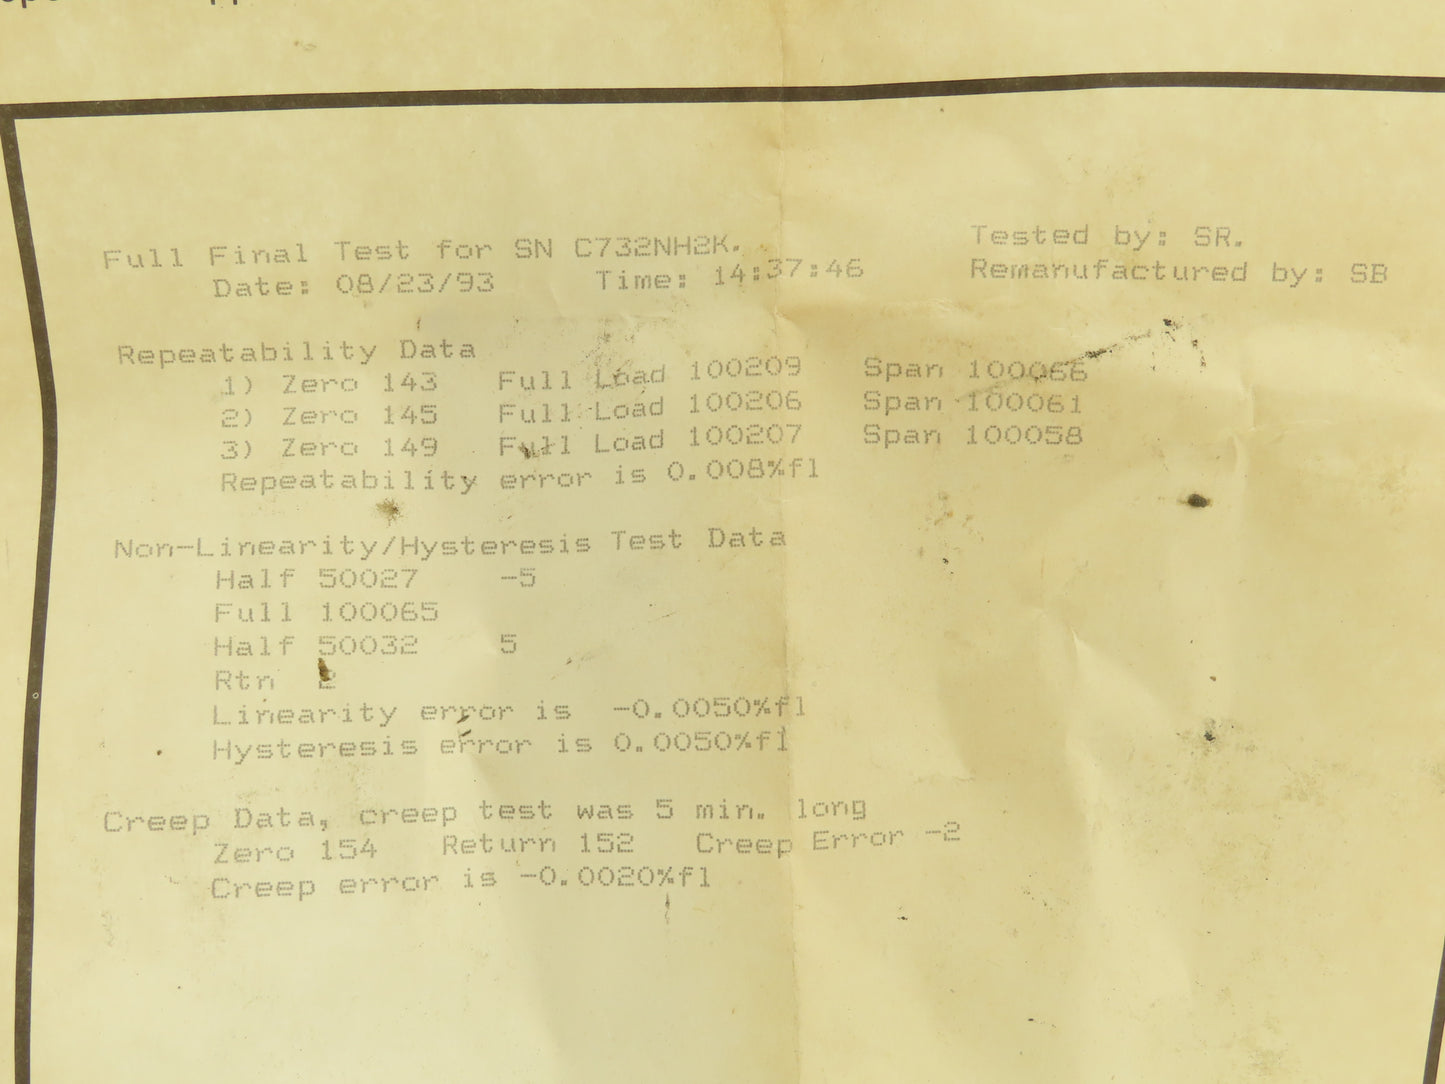 Full Final Test for SN C732NH2K. Tested by: SR.
Date: 08/23/93 Time: 14:37:46 Remanufactured by: SB
Repeatability Data
1) Zero 143 Full Load 100209 Span 100066
2) Zero 145 Full Load 100206 Span 100061
3) Zero 149 Full Load 100207 Span 100058
Repeatability error is 0.008%fl
Non-Linearity/Hysteresis Test Data
Half 50027 -5
Full 100065
Half 50032 5
Rtn 2
Linearity error is -0.0050%fl
Hysteresis error is 0.0050%fl
Creep Data, creep test was 5 min. long
Zero 154 Return 152 Creep Error -2
Creep error is -0.0020%fl